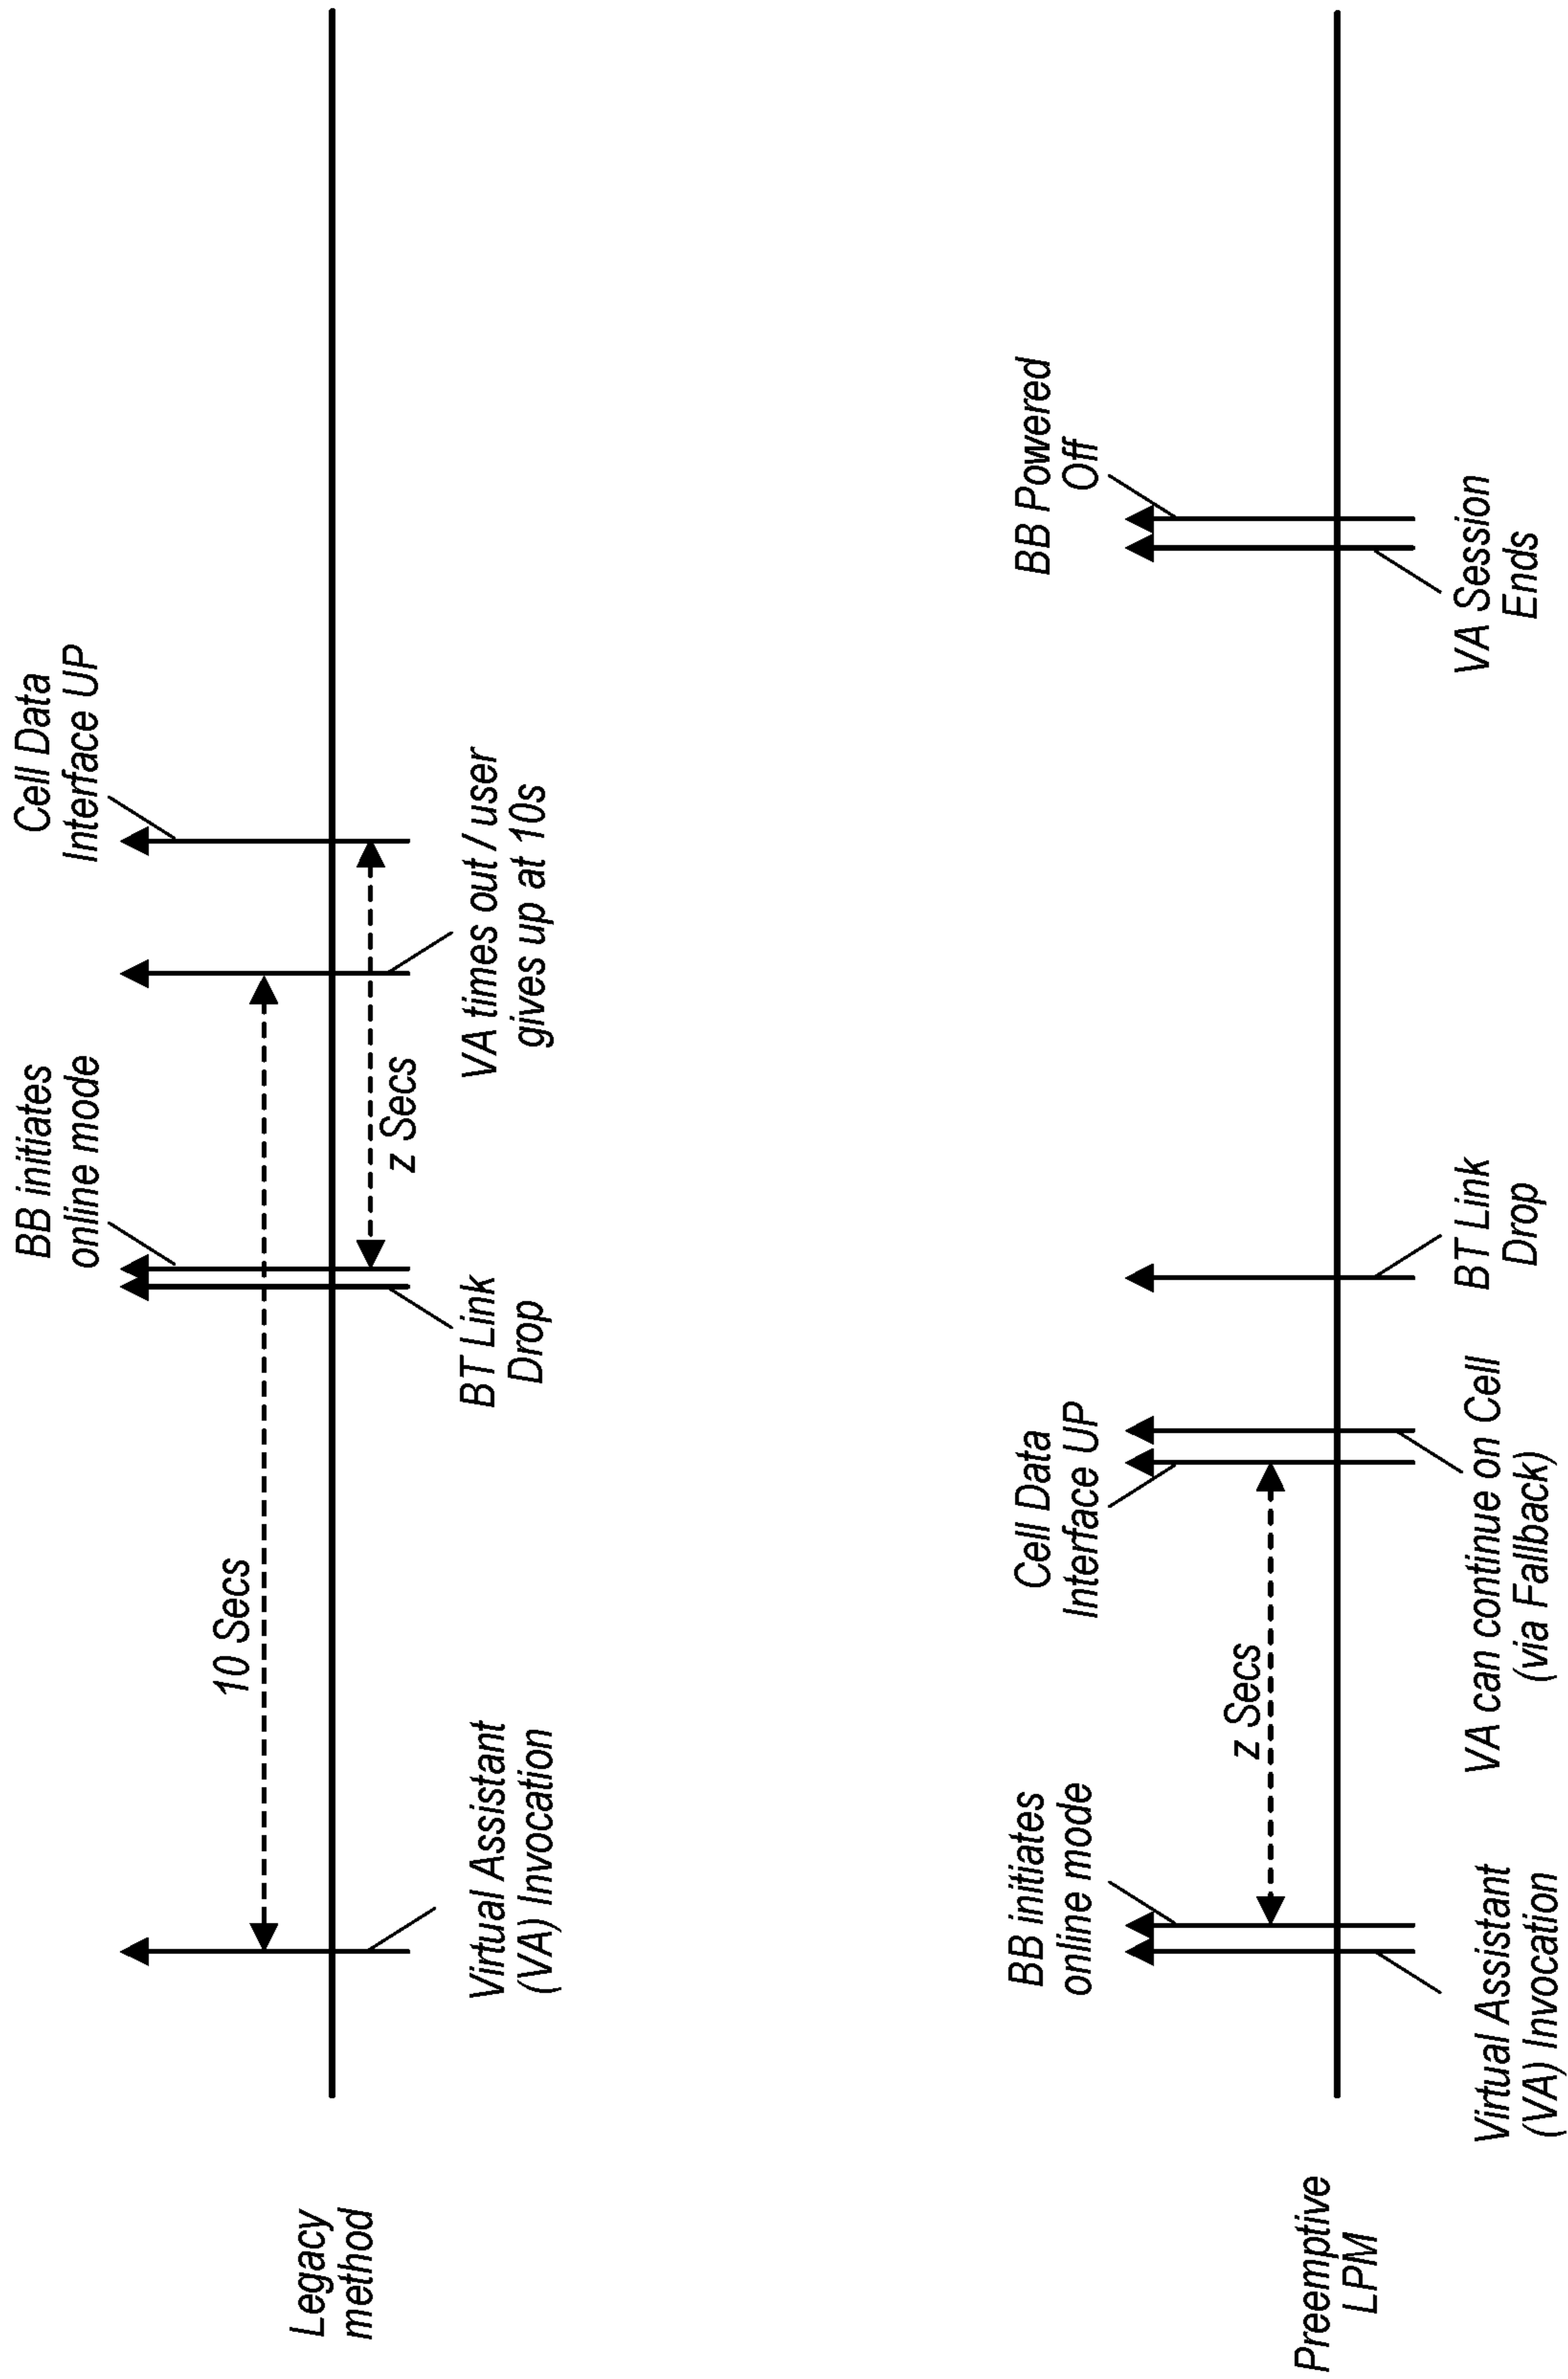 Legacy
method
Virtual Assistant
(VA) Invocation
10 Secs
BT Link
Drop
BB initiates
online mode
z Secs
VA times out / user
gives up at 10s
Cell Data
Interface UP
Preemptive
LPM
Virtual Assistant
(VA) Invocation
BB initiates
online mode
z Secs
Cell Data
Interface UP
VA can continue on Cell
(via Fallback)
BT Link
Drop
VA Session
Ends
BB Powered
Off